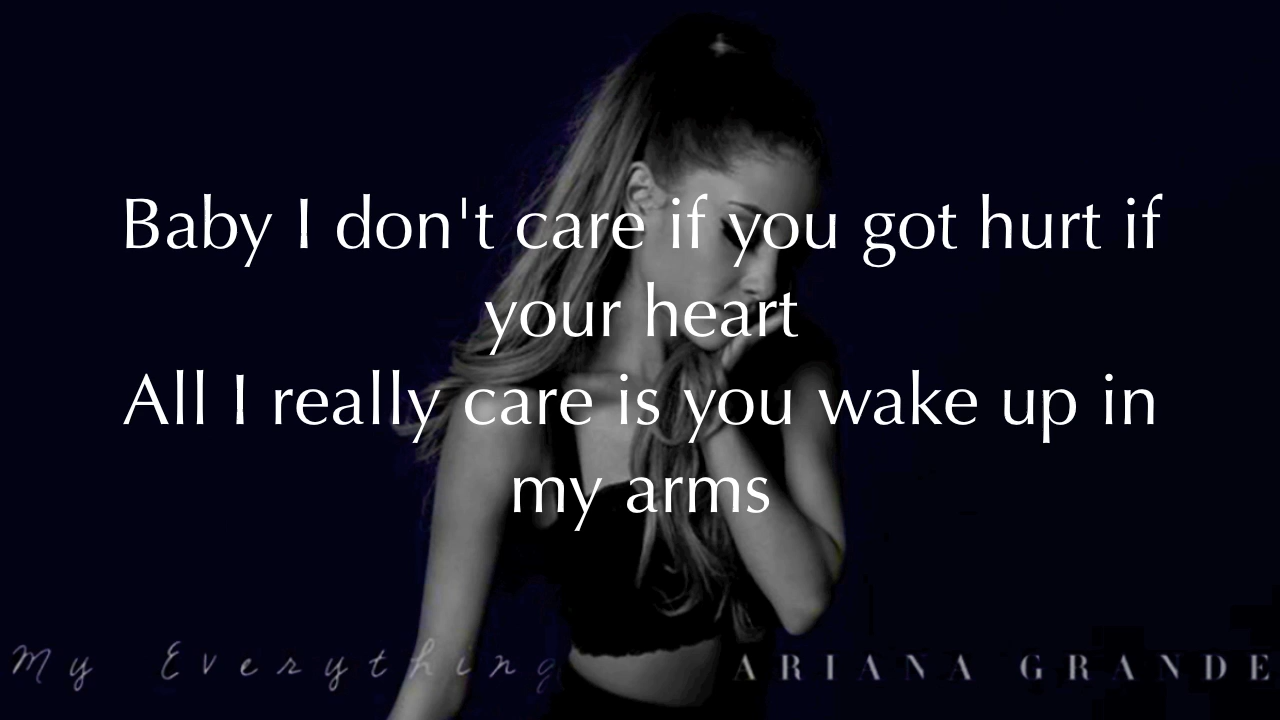 Baby I don't care if you got hurt if
your heart
All I really care is you wake up in
my arms
My Everything ARIANA GRANDE